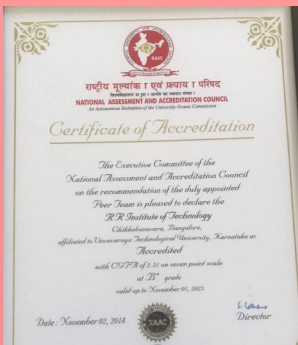 राष्ट्रीय मूल्यांक ा एवं प्रत्याय ा परिषद
NATIONAL ASSESSMENT AND ACCREDITATION COUNCIL
An Autonomous Institution of the University Grants Commission
Certificate of Accreditation
The Executive Committee of the
National Assessment and Accreditation Council
on the recommendation of the duly appointed
Peer Team is pleased to declare the
R R Institute of Technology
Chikkabanavara, Bangalore,
affiliated to Visvesvaraya Technological University, Karnataka as
Accredited
with CGPA of on seven point scale
at grade
valid up to November 01, 2023
Date : November 02, 2018
Director